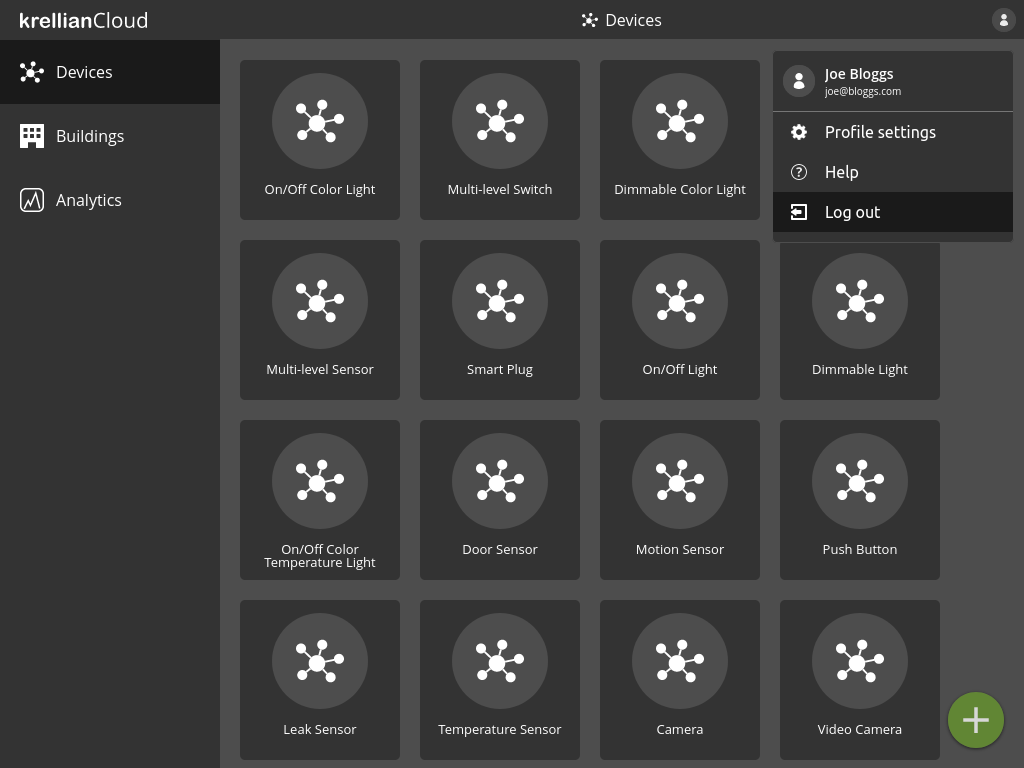 krellianCloud
Devices
Devices
Buildings
Analytics
Joe Bloggs
joe@bloggs.com
Profile settings
Help
Log out
On/Off Color Light
Multi-level Switch
Dimmable Color Light
Multi-level Sensor
Smart Plug
On/Off Light
Dimmable Light
On/Off Color
Temperature Light
Door Sensor
Motion Sensor
Push Button
Leak Sensor
Temperature Sensor
Camera
Video Camera